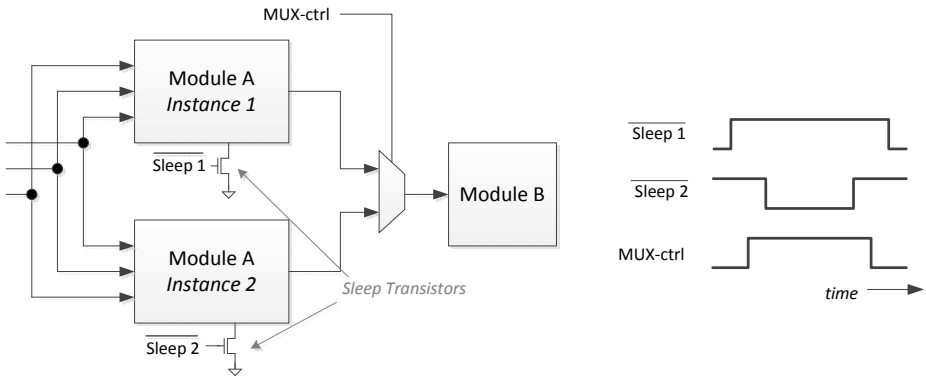 MUX-ctrl
Module A
Instance 1
Sleep 1
Module B
Module A
Instance 2
Sleep Transistors
Sleep 2
Sleep 1
Sleep 2
MUX-ctrl
time